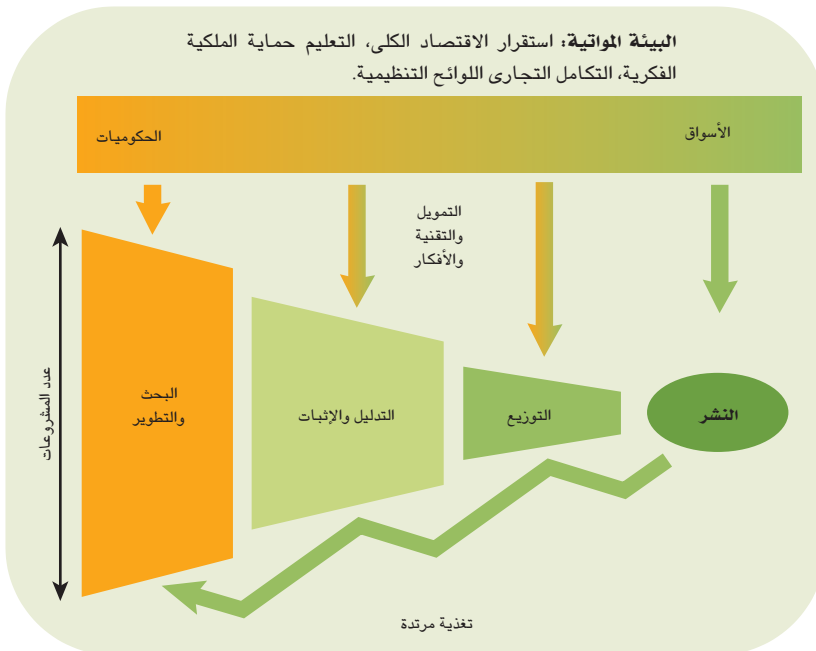 البيئة المواتية: استقرار الاقتصاد الكلى، التعليم حماية الملكية
الفكرية، التكامل التجارى اللوائح التنظيمية.
الأسواق
الحكوميات
التمويل
والتقنية
والأفكار
عدد المشروعات
البحث
والتطوير
التدليل والإثبات
التوزيع
النشر
تغذية مرتدة